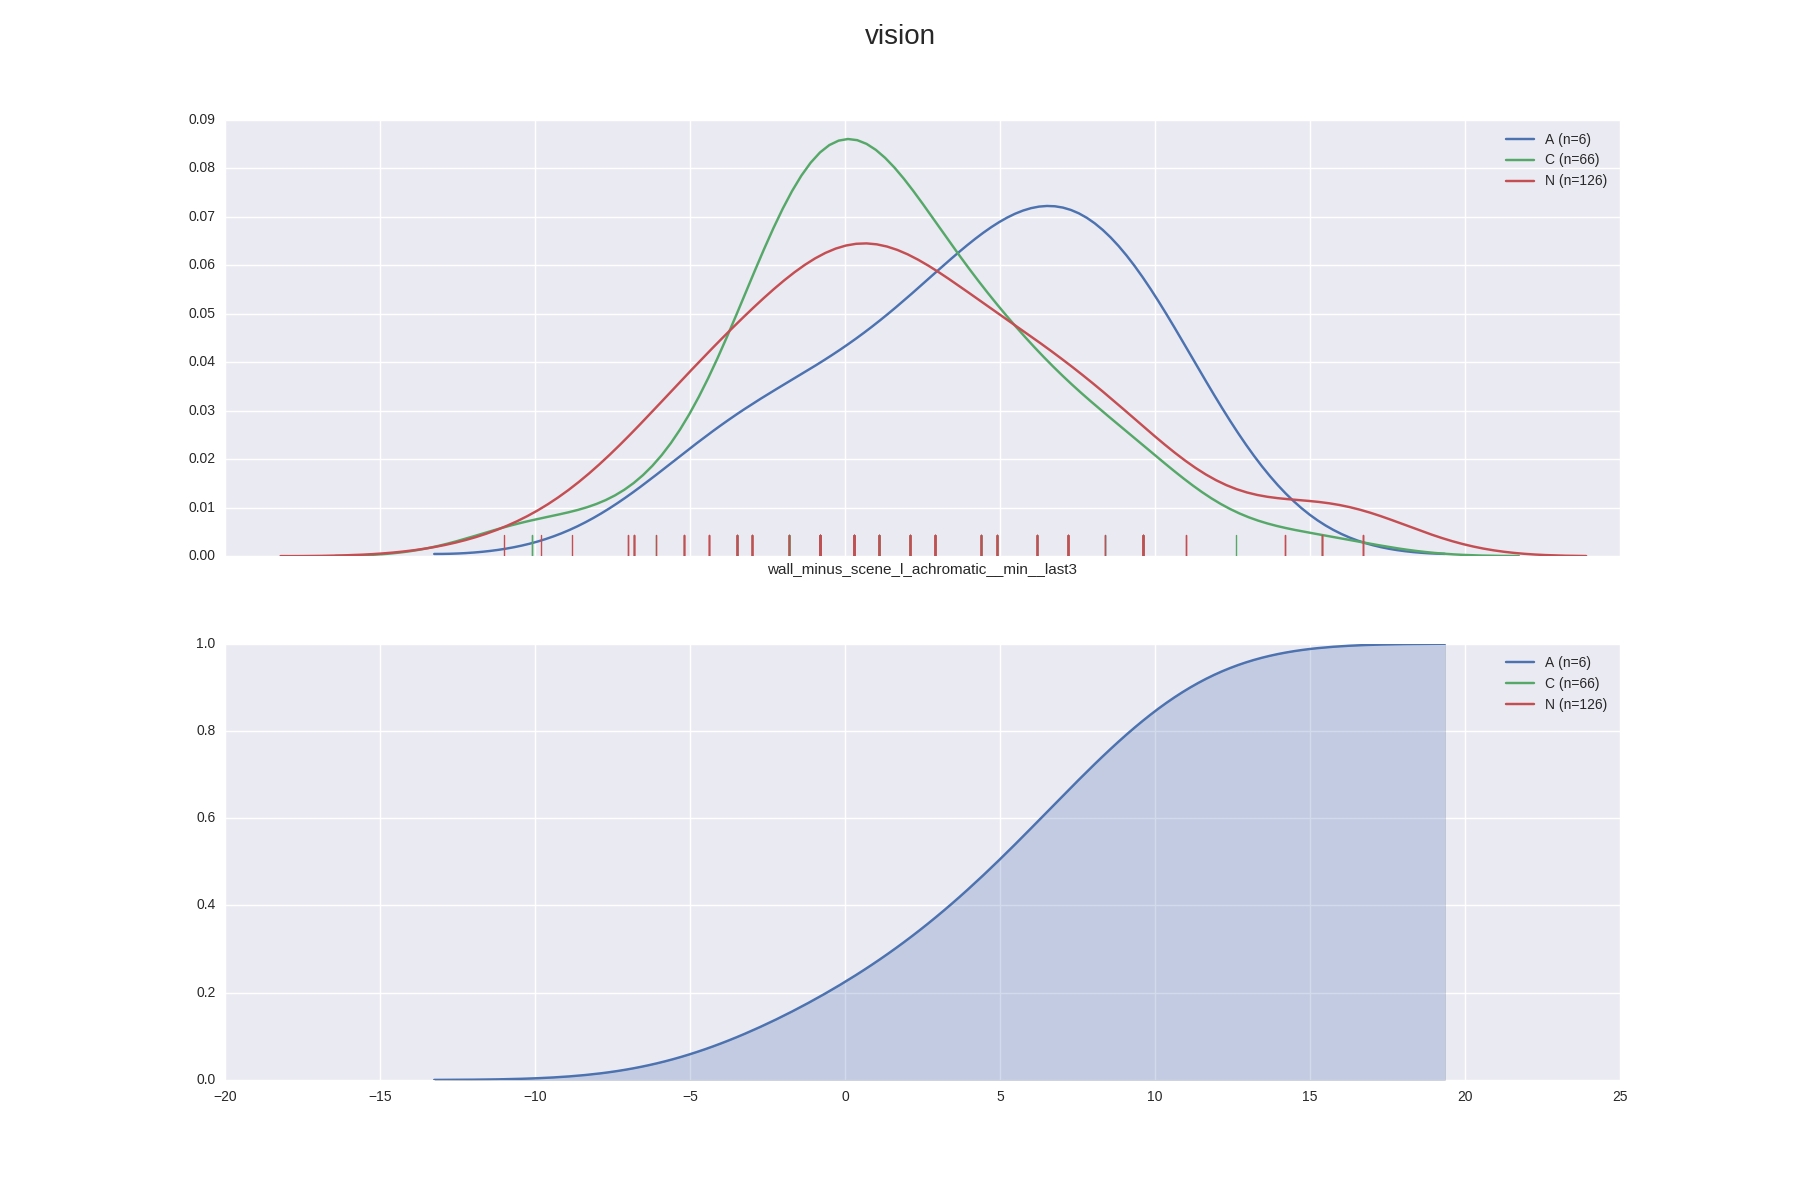 vision
0.09
0.08
0.07
0.06
0.05
0.04
0.03
0.02
0.01
0.00
A (n=6)
C (n=66)
N (n=126)
wall_minus_scene_l_achromatic__min__last3
1.0
0.8
0.6
0.4
0.2
0.0
A (n=6)
C (n=66)
N (n=126)
−20 −15 −10 −5 0 5 10 15 20 25